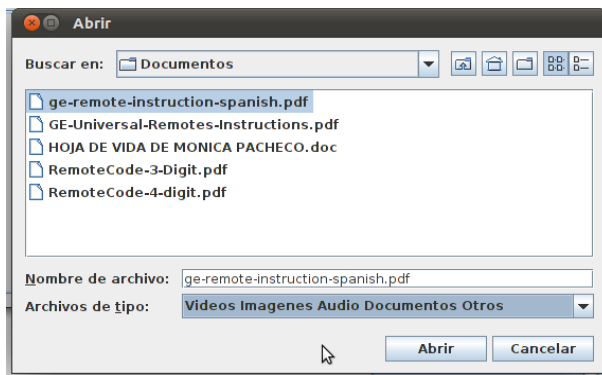 Abrir
Buscar en: Documentos
ge-remote-instruction-spanish.pdf
GE-Universal-Remotes-Instructions.pdf
HOJA DE VIDA DE MONICA PACHECO.doc
RemoteCode-3-Digit.pdf
RemoteCode-4-digit.pdf
Nombre de archivo: ge-remote-instruction-spanish.pdf
Archivos de tipo: Videos Imagenes Audio Documentos Otros
Abrir Cancelar